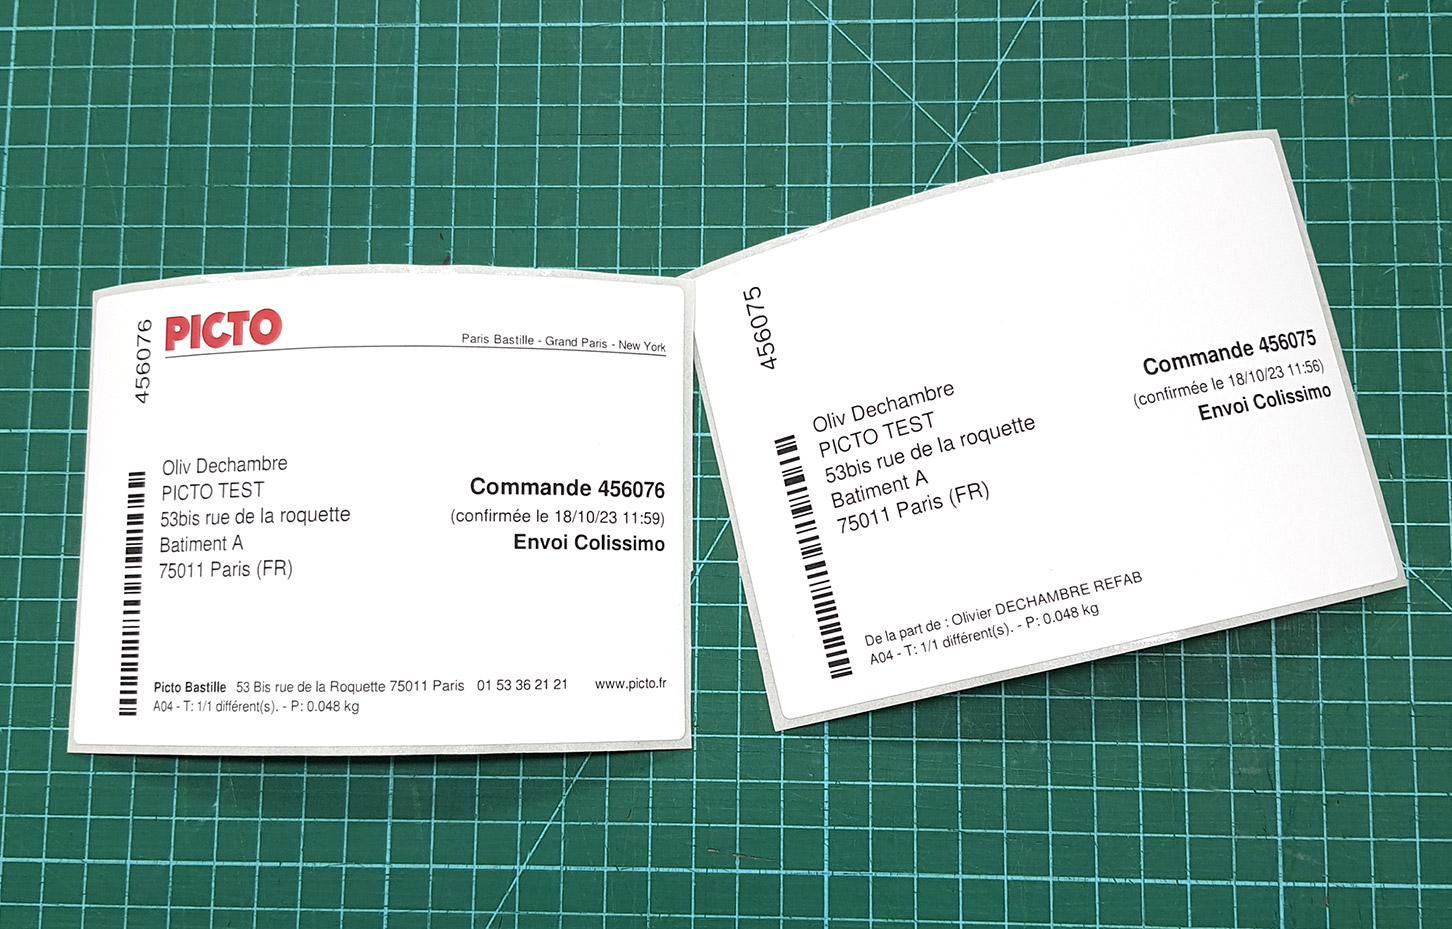 456076
PICTO
Paris Bastille - Grand Paris - New York
Oliv Dechambre
PICTO TEST
53bis rue de la roquette
Batiment A
75011 Paris (FR)
Commande 456076
(confirmée le 18/10/23 11:59)
Envoi Colissimo
Picto Bastille 53 Bis rue de la Roquette 75011 Paris 01 53 36 21 21 www.picto.fr
A04 - T: 1/1 différent(s). - P: 0.048 kg
456075
Oliv Dechambre
PICTO TEST
53bis rue de la roquette
Batiment A
75011 Paris (FR)
Commande 456075
(confirmée le 18/10/23 11:56)
Envoi Colissimo
De la part de : Olivier DECHAMBRE REFAB
A04 - T: 1/1 différent(s). - P: 0.048 kg